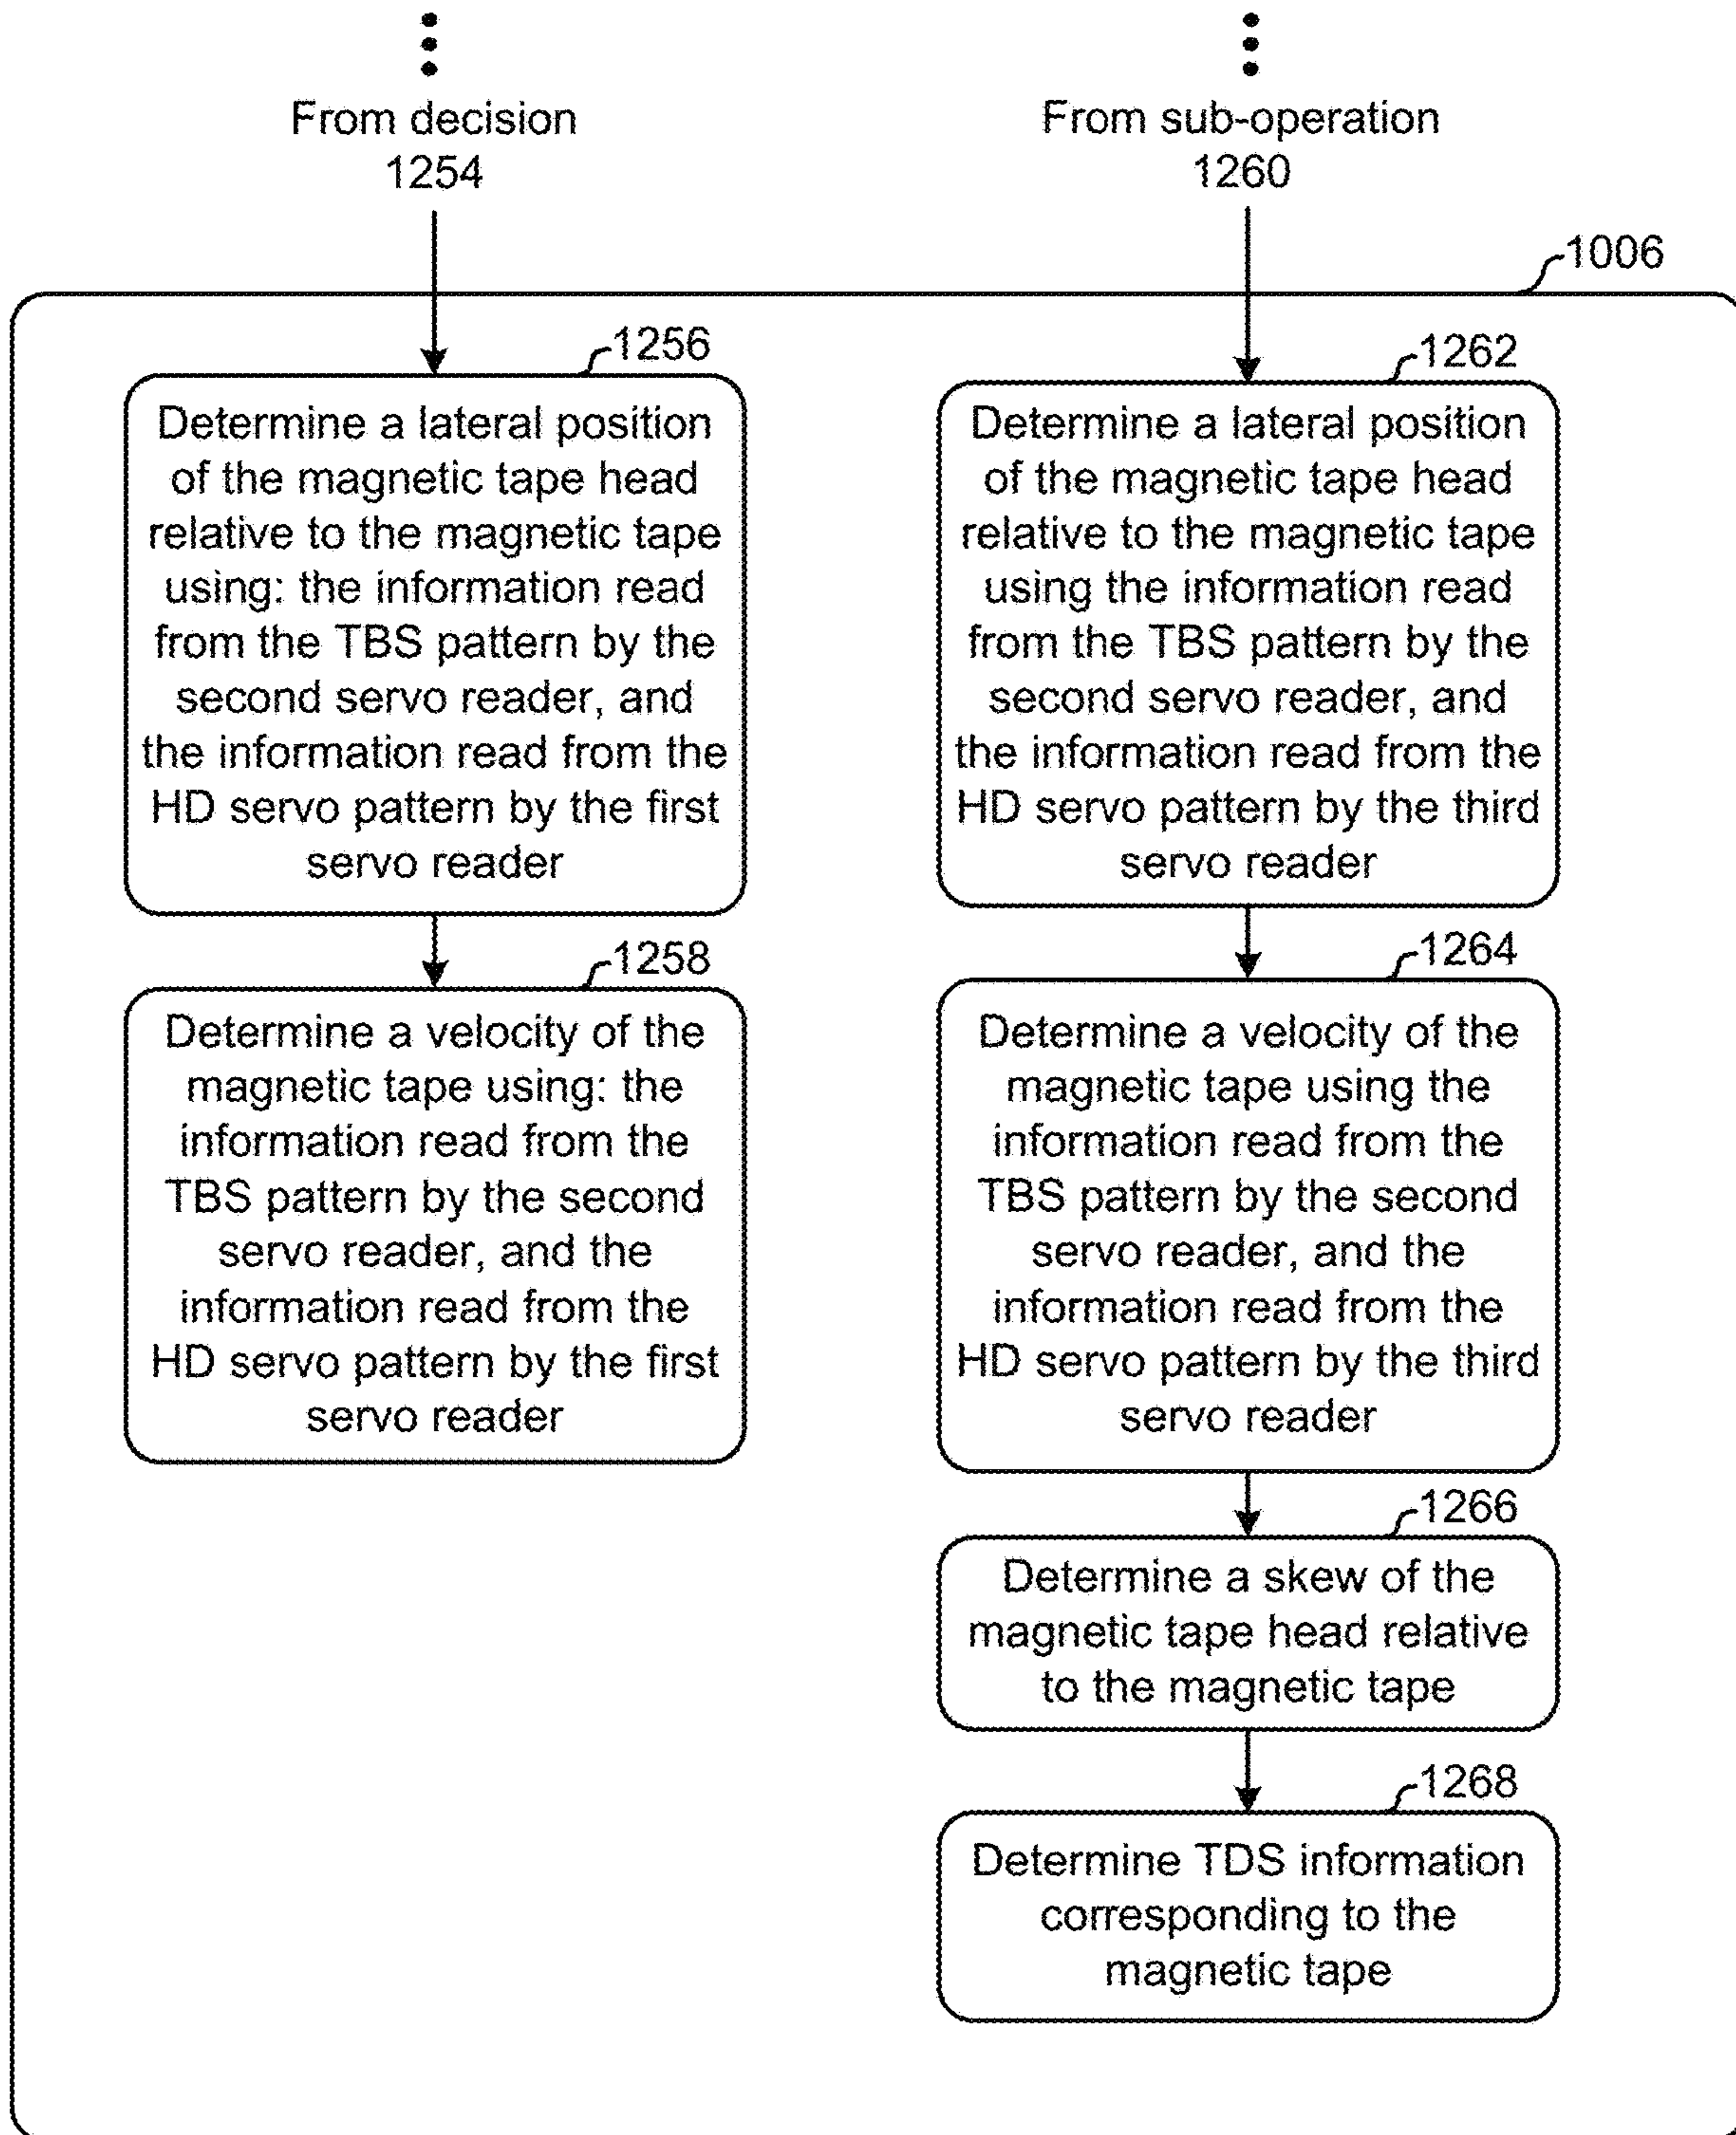 From decision
1254
From sub-operation
1260
1006
1256
Determine a lateral position
of the magnetic tape head
relative to the magnetic tape
using: the information read
from the TBS pattern by the
second servo reader, and
the information read from the
HD servo pattern by the first
servo reader
1258
Determine a velocity of the
magnetic tape using: the
information read from the
TBS pattern by the second
servo reader, and the
information read from the
HD servo pattern by the first
servo reader
1262
Determine a lateral position
of the magnetic tape head
relative to the magnetic tape
using the information read
from the TBS pattern by the
second servo reader, and
the information read from the
HD servo pattern by the third
servo reader
1264
Determine a velocity of the
magnetic tape using the
information read from the
TBS pattern by the second
servo reader, and the
information read from the
HD servo pattern by the third
servo reader
1266
Determine a skew of the
magnetic tape head relative
to the magnetic tape
1268
Determine TDS information
corresponding to the
magnetic tape